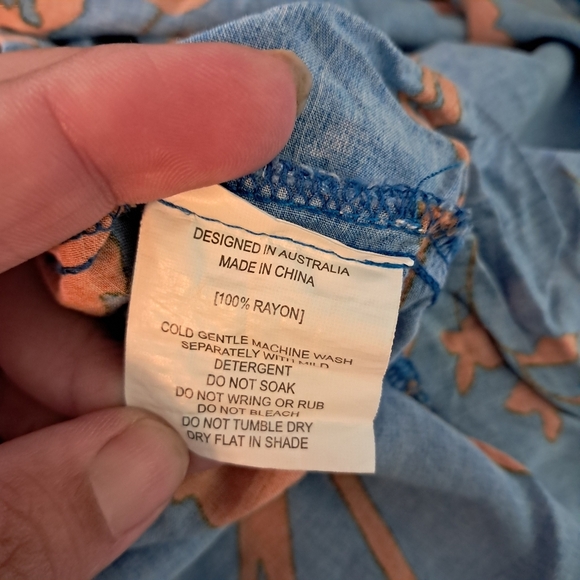 DESIGNED IN AUSTRALIA
MADE IN CHINA
[100% RAYON]
COLD GENTLE MACHINE WASH
SEPARATELY WITH MILD
DETERGENT
DO NOT SOAK
DO NOT WRING OR RUB
DO NOT BLEACH
DO NOT TUMBLE DRY
DRY FLAT IN SHADE